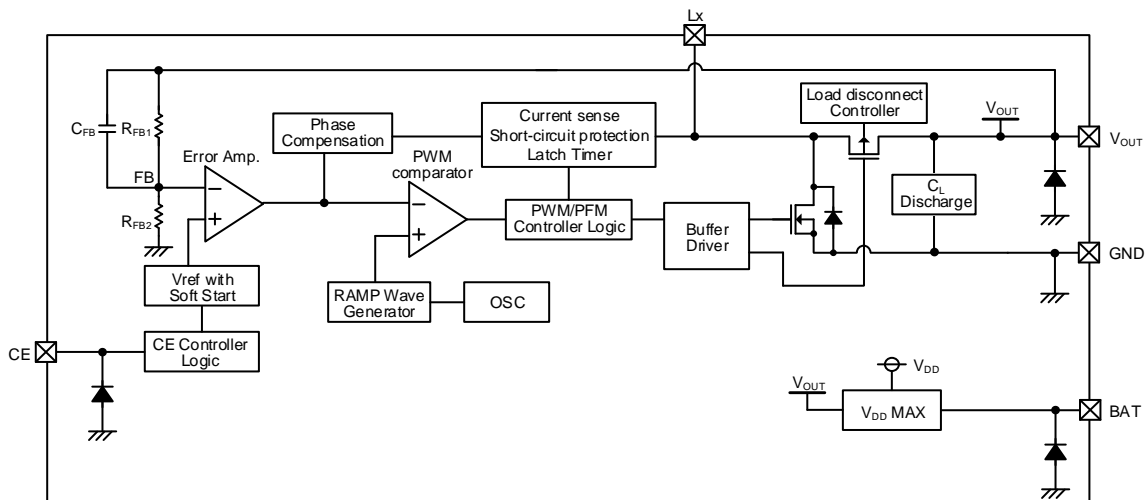 Lx
Load disconnect
Controller
CFB
RFB1
Phase
Compensation
Current sense
Short-circuit protection
Latch Timer
VOUT
VOUT
Error Amp.
PWM
comparator
FB
−
+
RFB2
−
+
PWM/PFM
Controller Logic
Buffer
Driver
CL
Discharge
GND
Vref with
Soft Start
RAMP Wave
Generator
OSC
CE
CE Controller
Logic
VDD
VOUT
VDD MAX
BAT